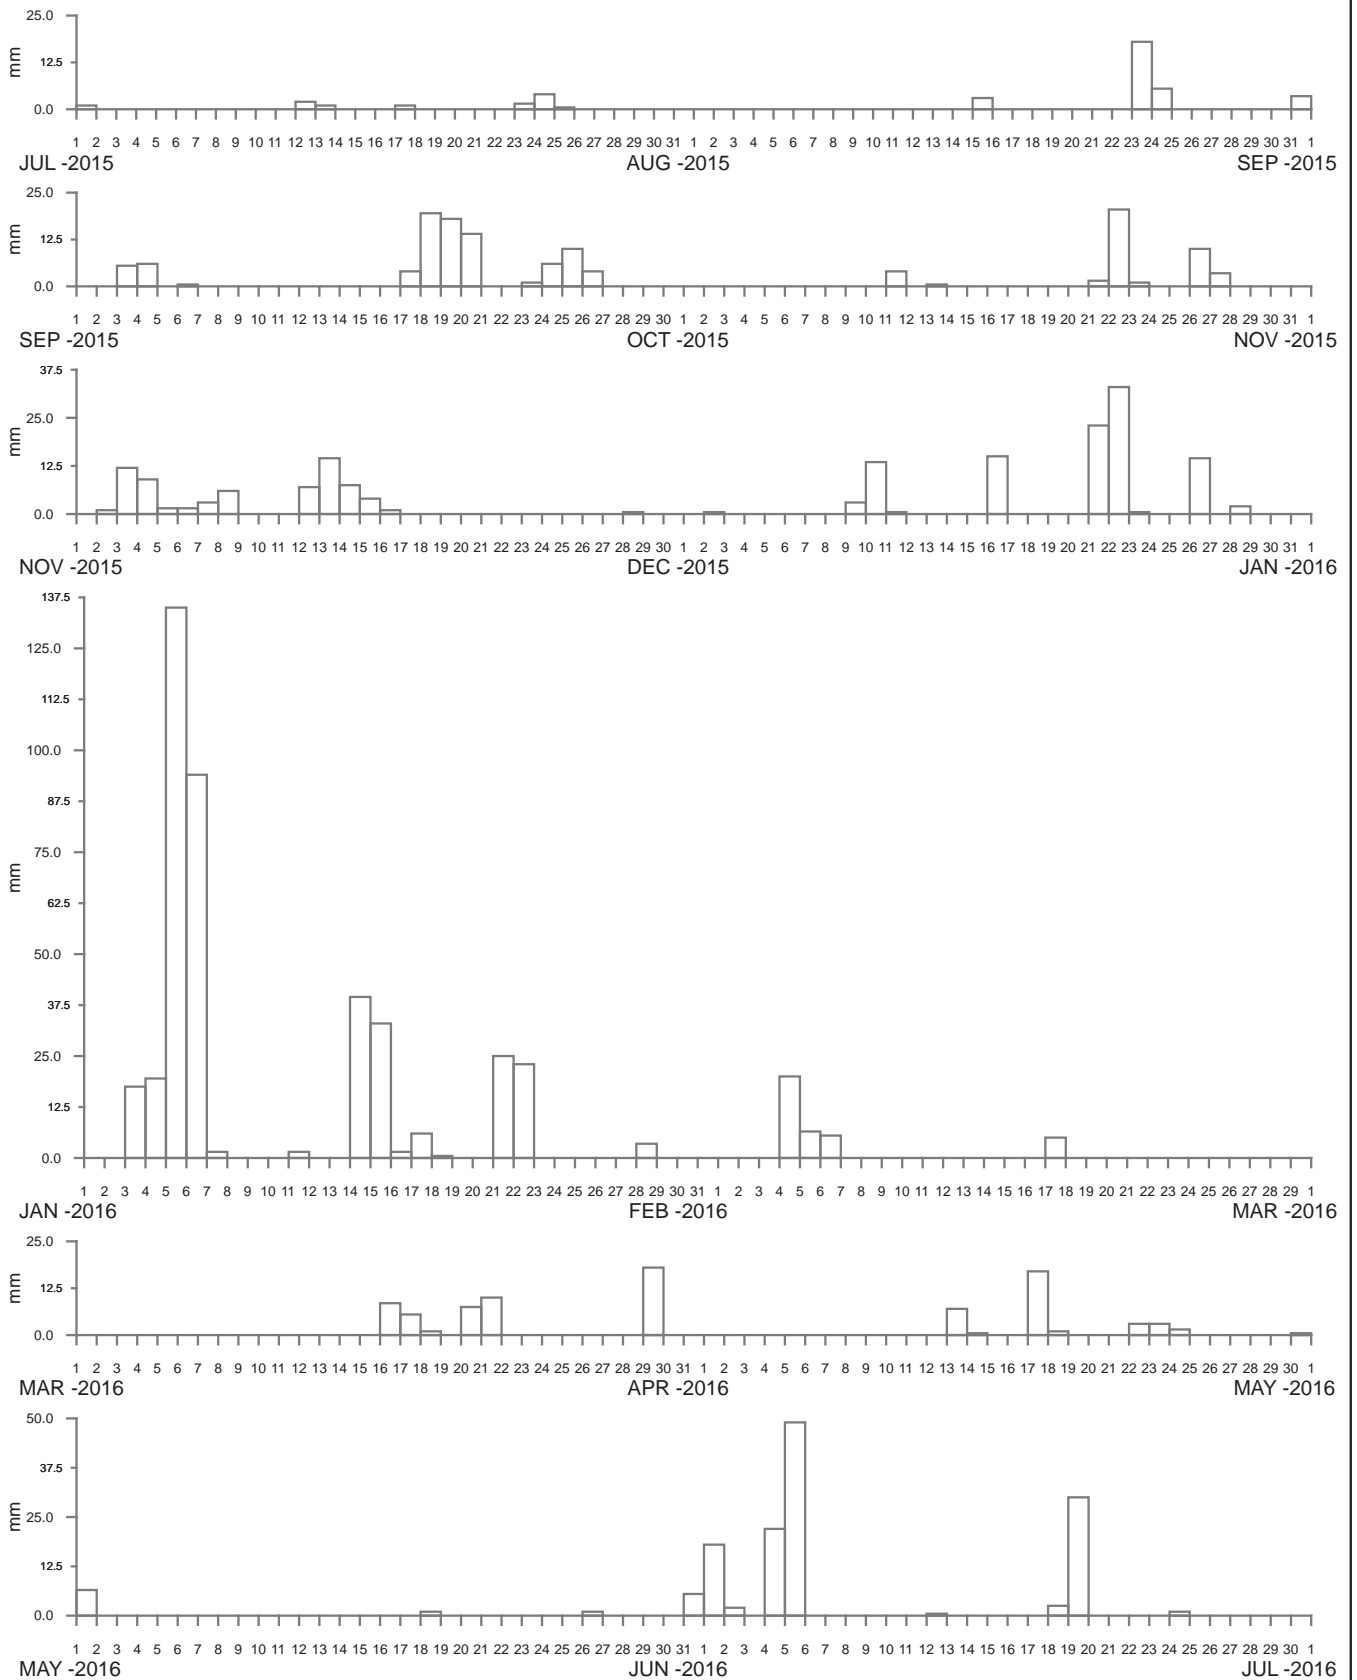 25.0
mm
12.5
0.0
1 2 3 4 5 6 7 8 9 10 11 12 13 14 15 16 17 18 19 20 21 22 23 24 25 26 27 28 29 30 31 1 2 3 4 5 6 7 8 9 10 11 12 13 14 15 16 17 18 19 20 21 22 23 24 25 26 27 28 29 30 31 1
JUL -2015 AUG -2015 SEP -2015
25.0
mm
12.5
0.0
1 2 3 4 5 6 7 8 9 10 11 12 13 14 15 16 17 18 19 20 21 22 23 24 25 26 27 28 29 30 1 2 3 4 5 6 7 8 9 10 11 12 13 14 15 16 17 18 19 20 21 22 23 24 25 26 27 28 29 30 31 1
SEP -2015 OCT -2015 NOV -2015
37.5
25.0
mm
12.5
0.0
1 2 3 4 5 6 7 8 9 10 11 12 13 14 15 16 17 18 19 20 21 22 23 24 25 26 27 28 29 30 1 2 3 4 5 6 7 8 9 10 11 12 13 14 15 16 17 18 19 20 21 22 23 24 25 26 27 28 29 30 31 1
NOV -2015 DEC -2015 JAN -2016
137.5
125.0
112.5
100.0
87.5
75.0
mm
62.5
50.0
37.5
25.0
12.5
0.0
1 2 3 4 5 6 7 8 9 10 11 12 13 14 15 16 17 18 19 20 21 22 23 24 25 26 27 28 29 30 31 1 2 3 4 5 6 7 8 9 10 11 12 13 14 15 16 17 18 19 20 21 22 23 24 25 26 27 28 29 1
JAN -2016 FEB -2016 MAR -2016
25.0
mm
12.5
0.0
1 2 3 4 5 6 7 8 9 10 11 12 13 14 15 16 17 18 19 20 21 22 23 24 25 26 27 28 29 30 31 1 2 3 4 5 6 7 8 9 10 11 12 13 14 15 16 17 18 19 20 21 22 23 24 25 26 27 28 29 30 1
MAR -2016 APR -2016 MAY -2016
50.0
37.5
mm
25.0
12.5
0.0
1 2 3 4 5 6 7 8 9 10 11 12 13 14 15 16 17 18 19 20 21 22 23 24 25 26 27 28 29 30 31 1 2 3 4 5 6 7 8 9 10 11 12 13 14 15 16 17 18 19 20 21 22 23 24 25 26 27 28 29 30 1
MAY -2016 JUN -2016 JUL -2016